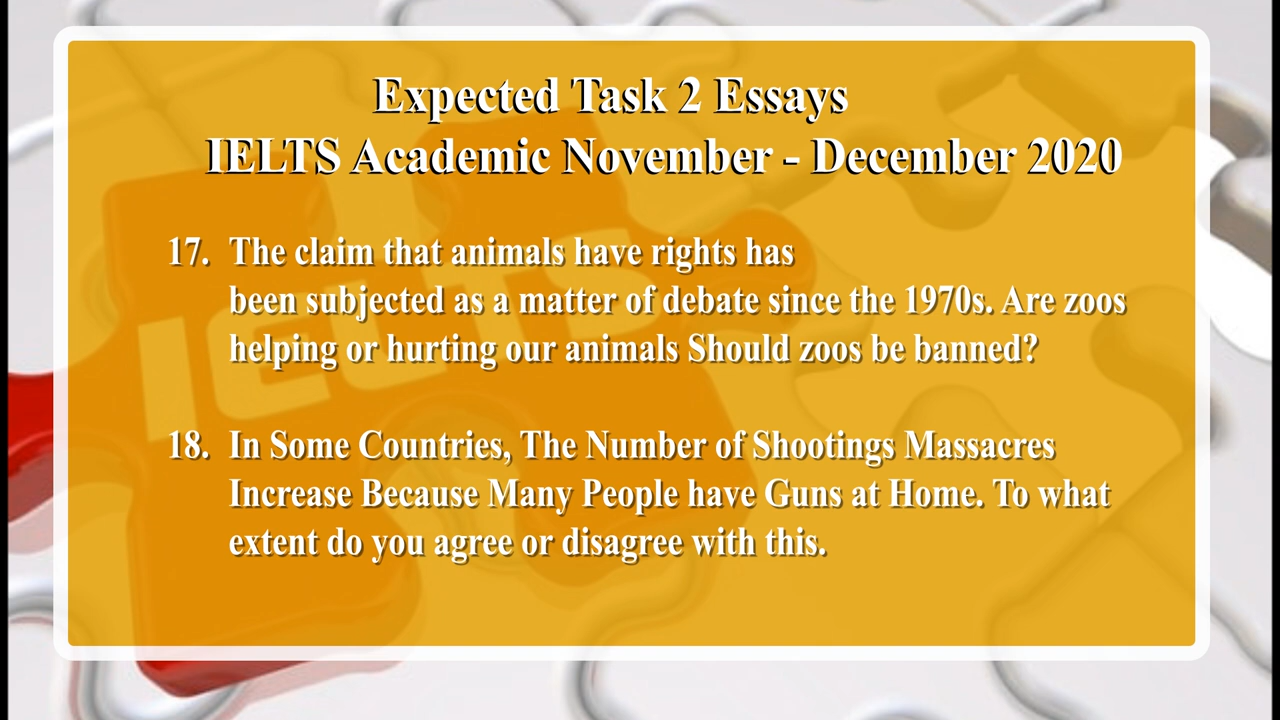 Expected Task 2 Essays
IELTS Academic November - December 2020
17. The claim that animals have rights has
been subjected as a matter of debate since the 1970s. Are zoos
helping or hurting our animals Should zoos be banned?
18. In Some Countries, The Number of Shootings Massacres
Increase Because Many People have Guns at Home. To what
extent do you agree or disagree with this.
IELTS